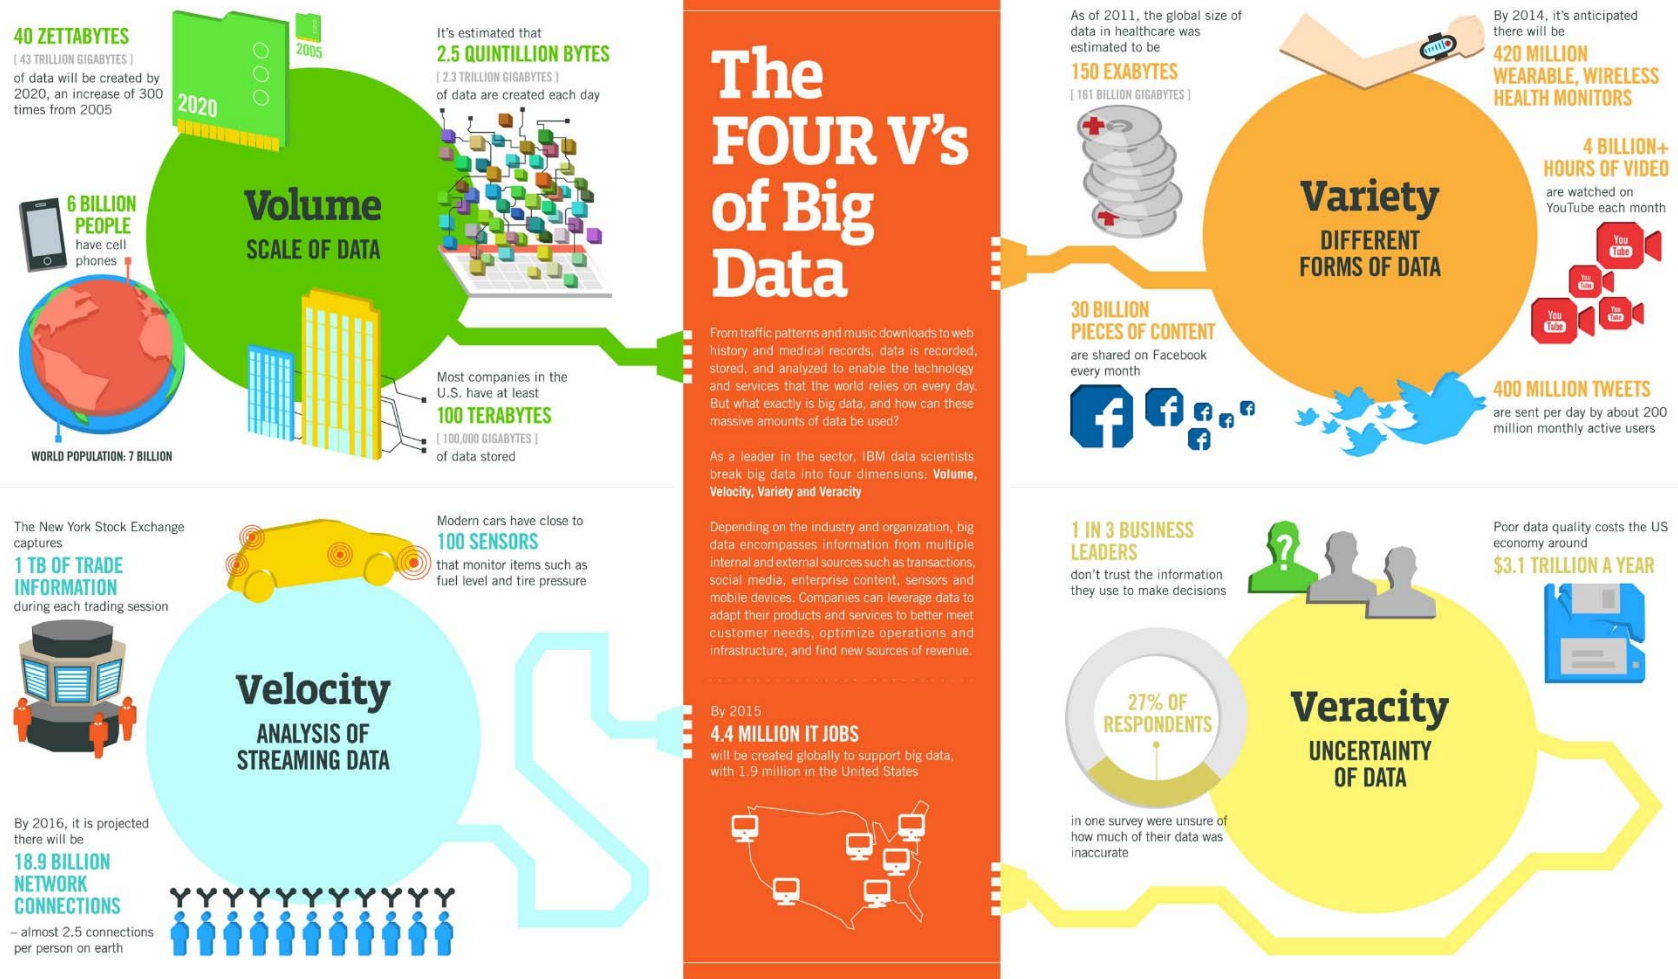 40 ZETTABYTES
[ 43 TRILLION GIGABYTES ]
of data will be created by
2020, an increase of 300
times from 2005
2020
2005
It's estimated that
2.5 QUINTILLION BYTES
[ 2.3 TRILLION GIGABYTES ]
of data are created each day
6 BILLION
PEOPLE
have cell
phones
WORLD POPULATION: 7 BILLION
Volume
SCALE OF DATA
Most companies in the
U.S. have at least
100 TERABYTES
[ 100,000 GIGABYTES ]
of data stored
The New York Stock Exchange
captures
1 TB OF TRADE
INFORMATION
during each trading session
Modern cars have close to
100 SENSORS
that monitor items such as
fuel level and tire pressure
Velocity
ANALYSIS OF
STREAMING DATA
By 2016, it is projected
there will be
18.9 BILLION
NETWORK
CONNECTIONS
– almost 2.5 connections
per person on earth
The
FOUR V's
of Big
Data
From traffic patterns and music downloads to web
history and medical records, data is recorded,
stored, and analyzed to enable the technology
and services that the world relies on every day.
But what exactly is big data, and how can these
massive amounts of data be used?
As a leader in the sector, IBM data scientists
break big data into four dimensions: Volume,
Velocity, Variety and Veracity
Depending on the industry and organization, big
data encompasses information from multiple
internal and external sources such as transactions,
social media, enterprise content, sensors and
mobile devices. Companies can leverage data to
adapt their products and services to better meet
customer needs, optimize operations and
infrastructure, and find new sources of revenue.
By 2015
4.4 MILLION IT JOBS
will be created globally to support big data,
with 1.9 million in the United States
As of 2011, the global size of
data in healthcare was
estimated to be
150 EXABYTES
[ 161 BILLION GIGABYTES ]
By 2014, it's anticipated
there will be
420 MILLION
WEARABLE, WIRELESS
HEALTH MONITORS
4 BILLION+
HOURS OF VIDEO
are watched on
YouTube each month
You
Tube
You
Tube
You
Tube
You
Tube
Variety
DIFFERENT
FORMS OF DATA
30 BILLION
PIECES OF CONTENT
are shared on Facebook
every month
f
f
f
f
f
f
400 MILLION TWEETS
are sent per day by about 200
million monthly active users
1 IN 3 BUSINESS
LEADERS
don't trust the information
they use to make decisions
?
Poor data quality costs the US
economy around
$3.1 TRILLION A YEAR
27% OF
RESPONDENTS
in one survey were unsure of
how much of their data was
inaccurate
Veracity
UNCERTAINTY
OF DATA